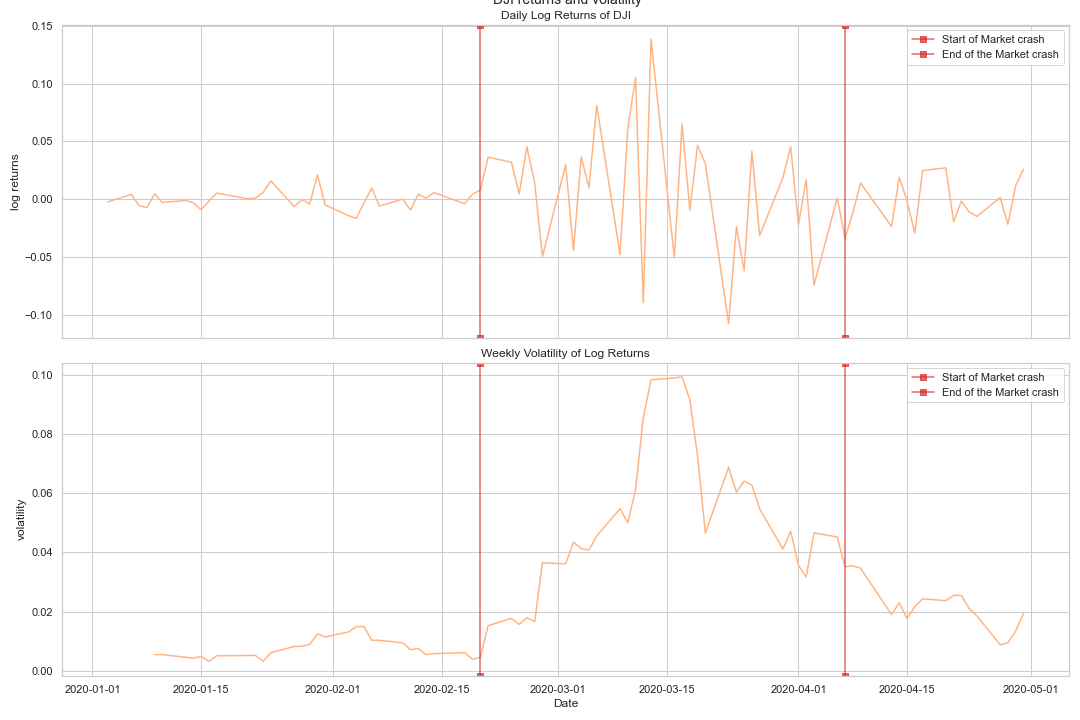 DJI returns and volatility
Daily Log Returns of DJI
0.15
0.10
0.05
0.00
−0.05
−0.10
log returns
Start of Market crash
End of the Market crash
Weekly Volatility of Log Returns
0.10
0.08
0.06
0.04
0.02
0.00
volatility
Start of Market crash
End of the Market crash
2020-01-01 2020-01-15 2020-02-01 2020-02-15 2020-03-01 2020-03-15 2020-04-01 2020-04-15 2020-05-01
Date